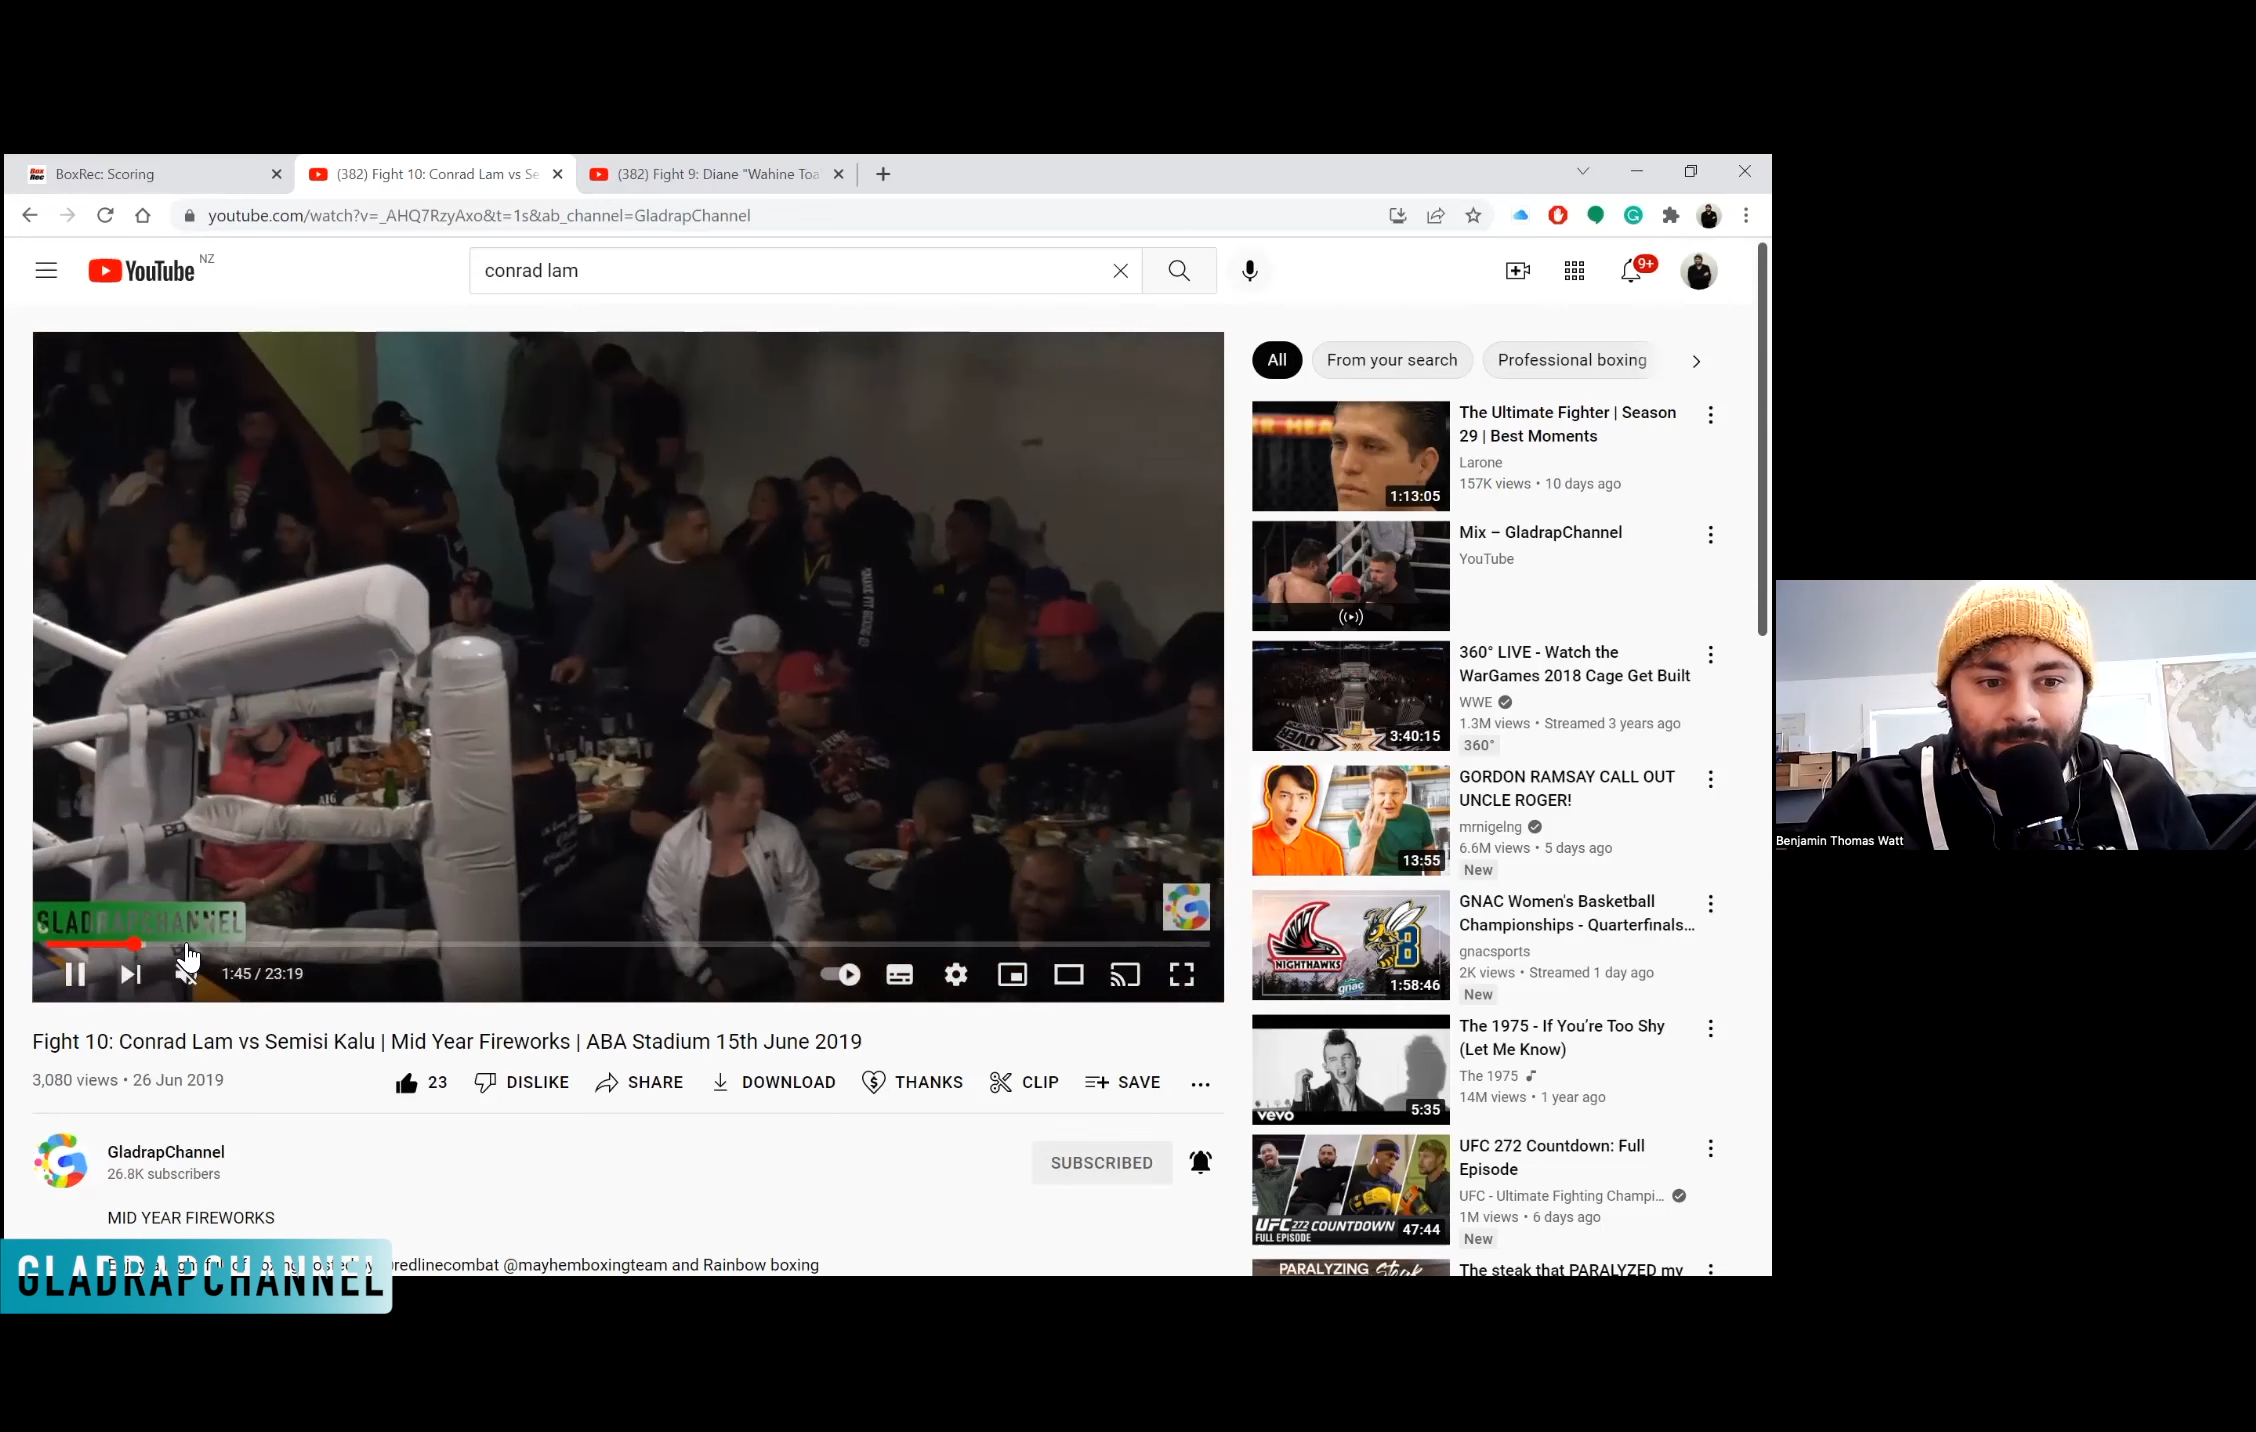 BoxRec: Scoring
(382) Fight 10: Conrad Lam vs Se
(382) Fight 9: Diane "Wahine Toa
youtube.com/watch?v=_AHQ7RzyAxo&t=1s&ab_channel=GladrapChannel
YouTube NZ
conrad lam
9+
All
From your search
Professional boxing
The Ultimate Fighter | Season
29 | Best Moments
Larone
157K views • 10 days ago
1:13:05
Mix – GladrapChannel
YouTube
360° LIVE - Watch the
WarGames 2018 Cage Get Built
WWE
1.3M views • Streamed 3 years ago
360°
3:40:15
GORDON RAMSAY CALL OUT
UNCLE ROGER!
mrnigelng
6.6M views • 5 days ago
New
13:55
Benjamin Thomas Watt
GNAC Women's Basketball
Championships - Quarterfinals...
gnacsports
2K views • Streamed 1 day ago
New
NIGHTHAWKS
gnac
1:58:46
GLADRAPCHANNEL
1:45 / 23:19
Fight 10: Conrad Lam vs Semisi Kalu | Mid Year Fireworks | ABA Stadium 15th June 2019
3,080 views • 26 Jun 2019
23
DISLIKE
SHARE
DOWNLOAD
THANKS
CLIP
SAVE
The 1975 - If You're Too Shy
(Let Me Know)
The 1975
14M views • 1 year ago
vevo
5:35
GladrapChannel
26.8K subscribers
SUBSCRIBED
UFC 272 Countdown: Full
Episode
UFC - Ultimate Fighting Champi...
1M views • 6 days ago
New
UFC 272 COUNTDOWN
FULL EPISODE
47:44
MID YEAR FIREWORKS
redlinecombat @mayhemboxingteam and Rainbow boxing
GLADRAPCHANNEL
PARALYZING Steak
The steak that PARALYZED my